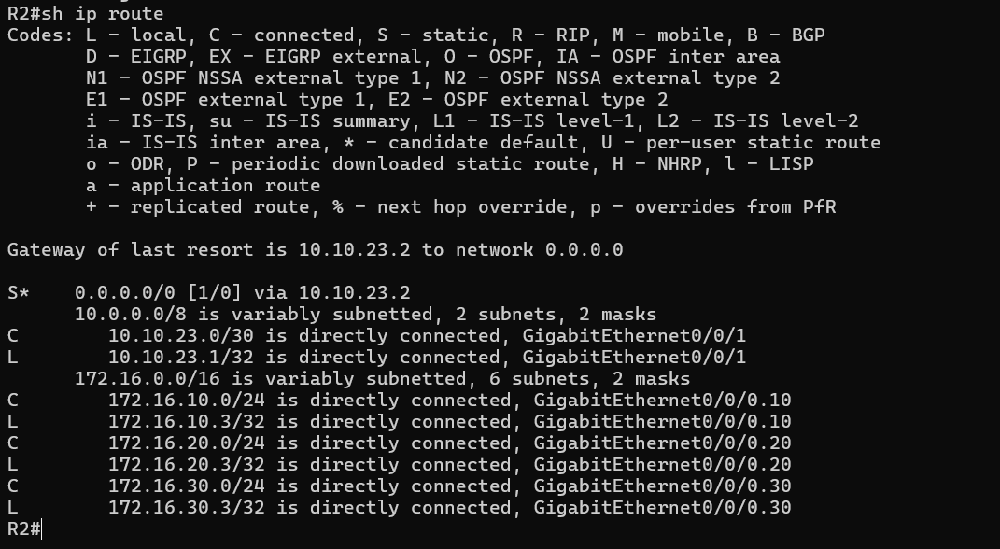 R2#sh ip route
Codes: L - local, C - connected, S - static, R - RIP, M - mobile, B - BGP
       D - EIGRP, EX - EIGRP external, O - OSPF, IA - OSPF inter area
       N1 - OSPF NSSA external type 1, N2 - OSPF NSSA external type 2
       E1 - OSPF external type 1, E2 - OSPF external type 2
       i - IS-IS, su - IS-IS summary, L1 - IS-IS level-1, L2 - IS-IS level-2
       ia - IS-IS inter area, * - candidate default, U - per-user static route
       o - ODR, P - periodic downloaded static route, H - NHRP, l - LISP
       a - application route
       + - replicated route, % - next hop override, p - overrides from PfR

Gateway of last resort is 10.10.23.2 to network 0.0.0.0

S*    0.0.0.0/0 [1/0] via 10.10.23.2
      10.0.0.0/8 is variably subnetted, 2 subnets, 2 masks
C        10.10.23.0/30 is directly connected, GigabitEthernet0/0/1
L        10.10.23.1/32 is directly connected, GigabitEthernet0/0/1
      172.16.0.0/16 is variably subnetted, 6 subnets, 2 masks
C        172.16.10.0/24 is directly connected, GigabitEthernet0/0/0.10
L        172.16.10.3/32 is directly connected, GigabitEthernet0/0/0.10
C        172.16.20.0/24 is directly connected, GigabitEthernet0/0/0.20
L        172.16.20.3/32 is directly connected, GigabitEthernet0/0/0.20
C        172.16.30.0/24 is directly connected, GigabitEthernet0/0/0.30
L        172.16.30.3/32 is directly connected, GigabitEthernet0/0/0.30
R2#